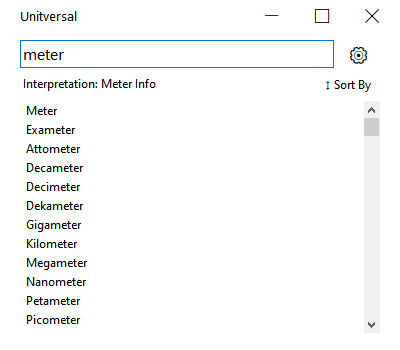 Unitversal
meter
Interpretation: Meter Info
↕ Sort By
Meter
Exameter
Attometer
Decameter
Decimeter
Dekameter
Gigameter
Kilometer
Megameter
Nanometer
Petameter
Picometer